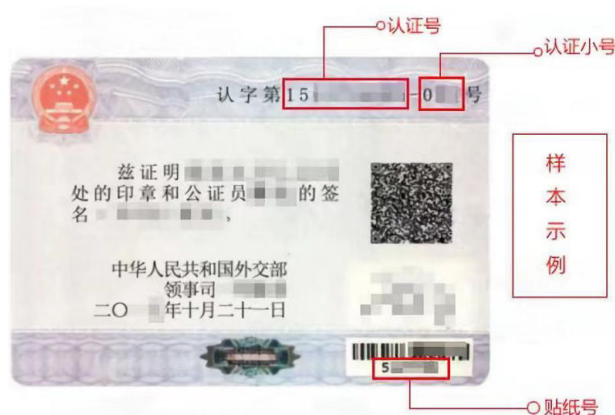 认证号
认证小号
认字第15 -0 号
样
本
示
例
兹证明
处的印章和公证员 的签
名 ,
中华人民共和国外交部
领事司
二〇 年十月二十一日
5
贴纸号